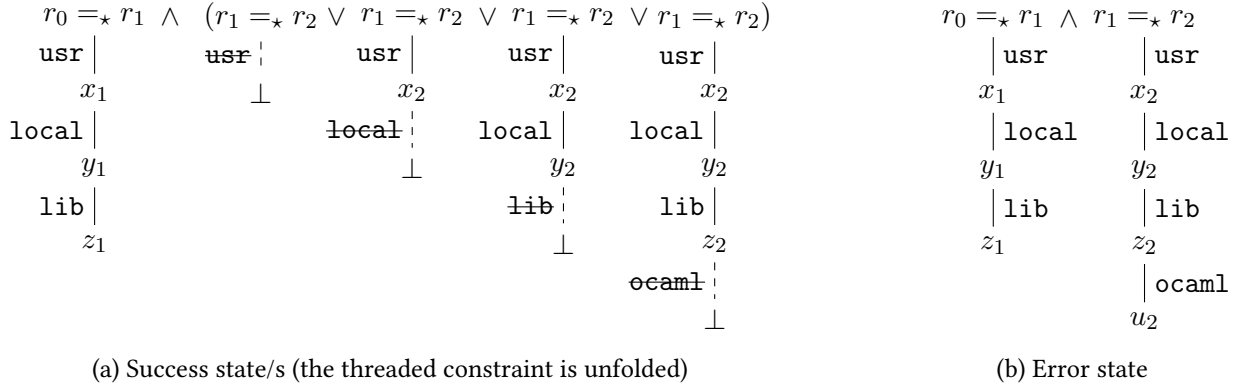 r₀ =⋆ r₁ ∧ (r₁ =⋆ r₂ ∨ r₁ =⋆ r₂ ∨ r₁ =⋆ r₂ ∨ r₁ =⋆ r₂) r₀ =⋆ r₁ ∧ r₁ =⋆ r₂
usr usr usr usr usr usr usr
x₁ ⊥ x₂ x₂ x₂ x₁ x₂
local local local local local local
y₁ ⊥ y₂ y₂ y₁ y₂
lib lib lib lib lib
z₁ ⊥ z₂ z₁ z₂
ocaml ocaml
⊥ u₂
(a) Success state/s (the threaded constraint is unfolded) (b) Error state